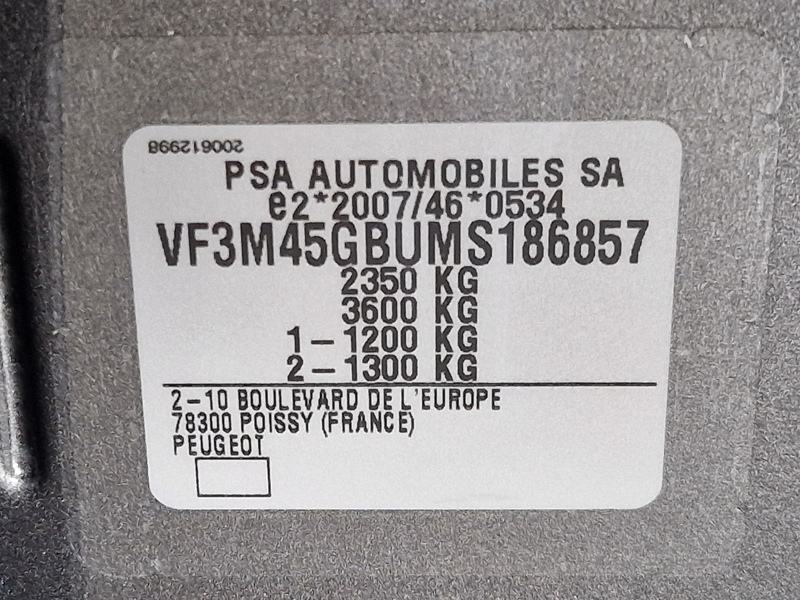 200612998
PSA AUTOMOBILES SA
e2*2007/46*0534
VF3M45GBUMS186857
2350 KG
3600 KG
1-1200 KG
2-1300 KG
2-10 BOULEVARD DE L'EUROPE
78300 POISSY (FRANCE)
PEUGEOT